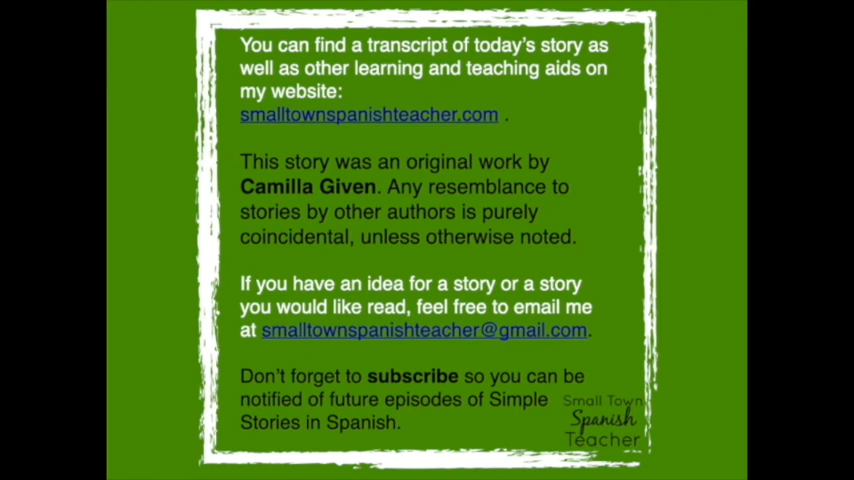 You can find a transcript of today's story as
well as other learning and teaching aids on
my website:
smalltownspanishteacher.com .
This story was an original work by
Camilla Given. Any resemblance to
stories by other authors is purely
coincidental, unless otherwise noted.
If you have an idea for a story or a story
you would like read, feel free to email me
at smalltownspanishteacher@gmail.com.
Don't forget to subscribe so you can be
notified of future episodes of Simple
Stories in Spanish.
Small Town
Spanish
Teacher